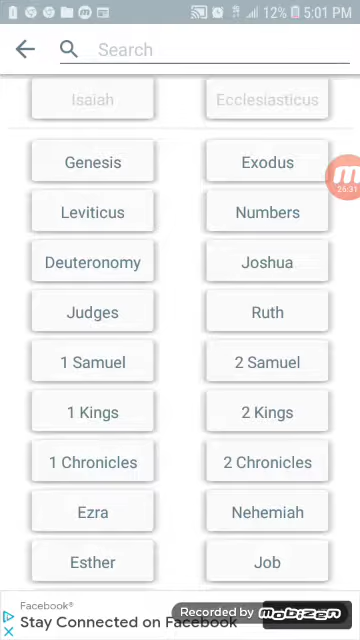 12% 5:01 PM
Search
Isaiah Ecclesiasticus
Genesis Exodus
26:31
Leviticus Numbers
Deuteronomy Joshua
Judges Ruth
1 Samuel 2 Samuel
1 Kings 2 Kings
1 Chronicles 2 Chronicles
Ezra Nehemiah
Esther Job
Facebook®
Stay Connected on Facebook
Recorded by mobizen